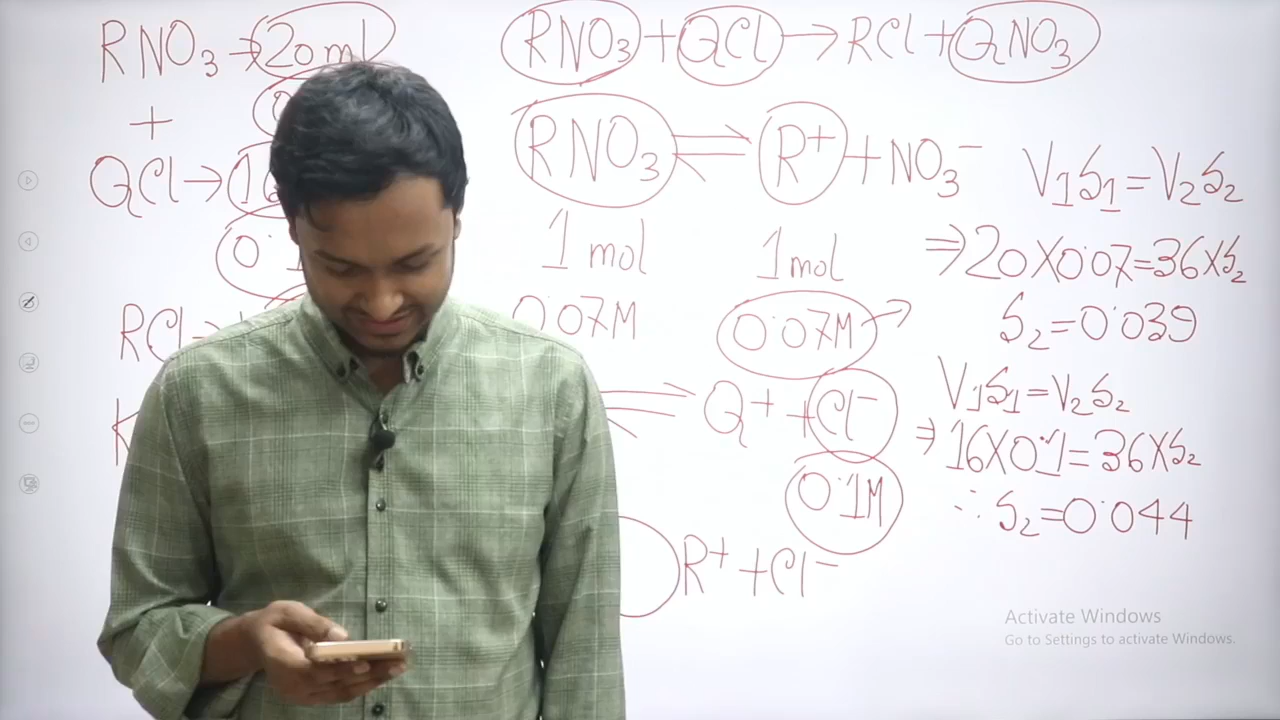 RNO₃ → 20 ml
+
QCl →
RCl
RNO₃ + QCl → RCl + QNO₃
RNO₃ ⇌ R⁺ + NO₃⁻
1 mol 1 mol
0.07M 0.07M
Q⁺ + Cl⁻
0.1M
R⁺ + Cl⁻
V₁S₁ = V₂S₂
⇒ 20 X 0.07 = 36 X S₂
S₂ = 0.039
V₁S₁ = V₂S₂
⇒ 16 X 0.1 = 36 X S₂
∴ S₂ = 0.044
Activate Windows
Go to Settings to activate Windows.